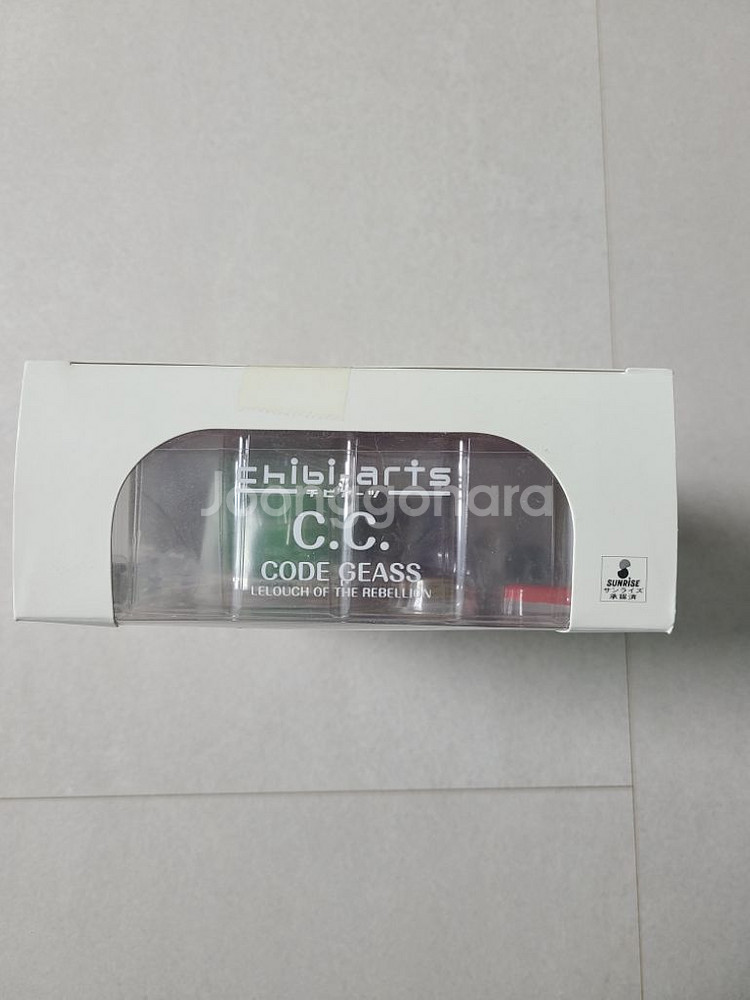 chibi-arts
チビアーツ
Joonggonara
C.C.
CODE GEASS
LELOUCH OF THE REBELLION
SUNRISE
サンライズ
承認済